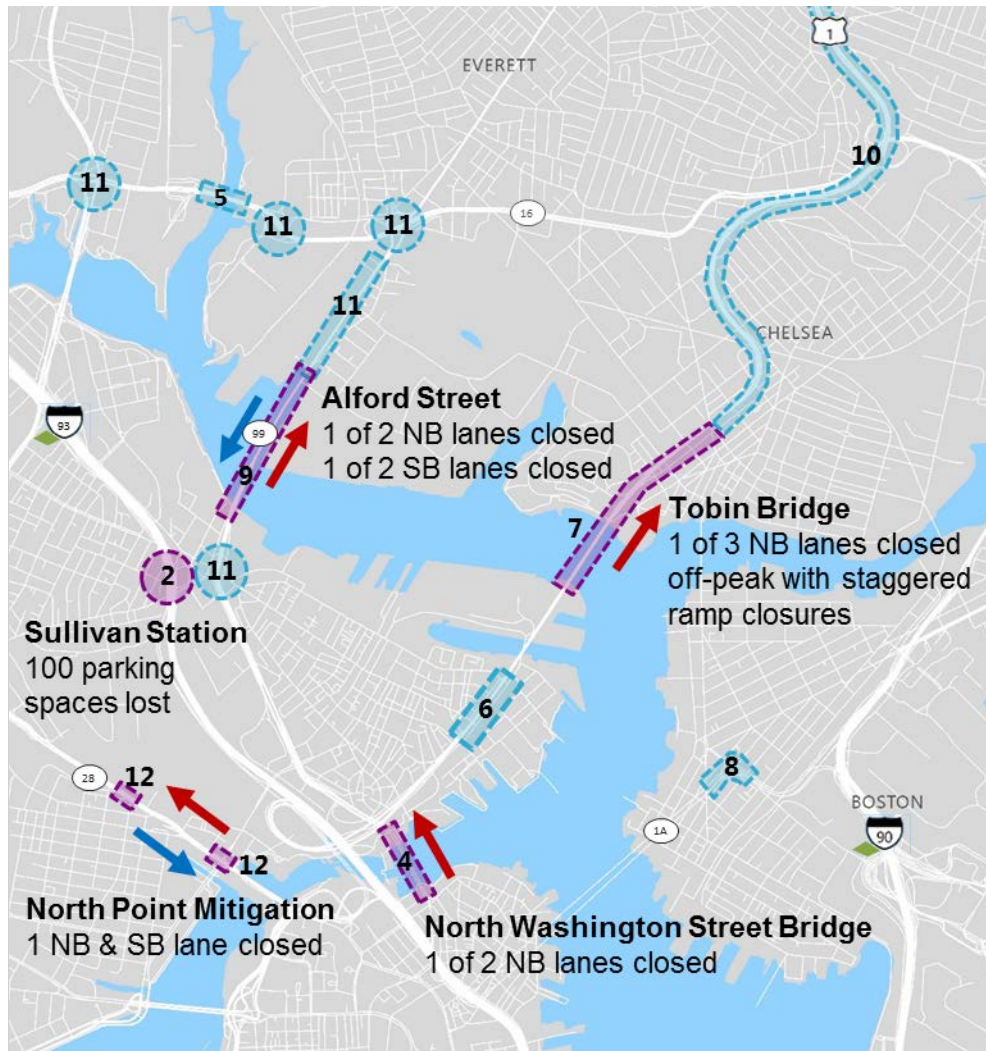 1
EVERETT
10
11
5
11
11
16
11
CHELSEA
Alford Street
1 of 2 NB lanes closed
1 of 2 SB lanes closed
93
99
9
Tobin Bridge
1 of 3 NB lanes closed
off-peak with staggered
ramp closures
7
2
11
Sullivan Station
100 parking
spaces lost
6
8
28
12
12
BOSTON
90
1A
4
North Point Mitigation
1 NB & SB lane closed
North Washington Street Bridge
1 of 2 NB lanes closed